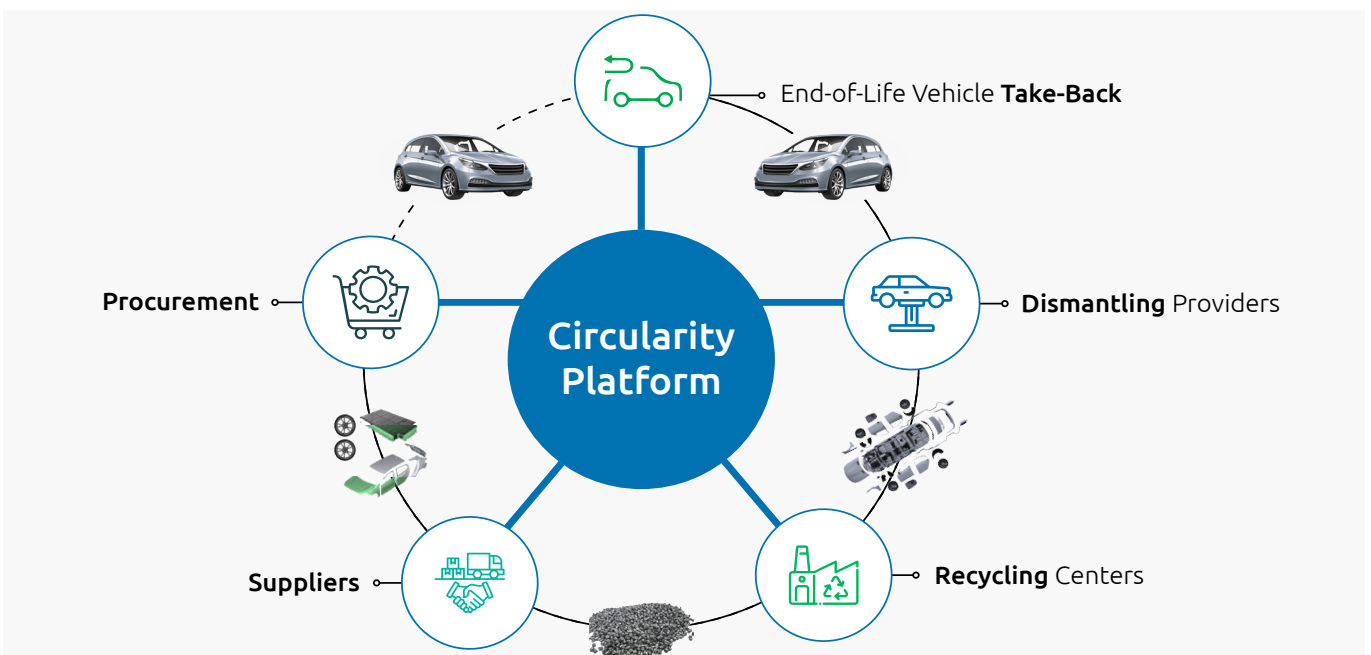 End-of-Life Vehicle Take-Back
Procurement
Dismantling Providers
Circularity
Platform
Suppliers
Recycling Centers